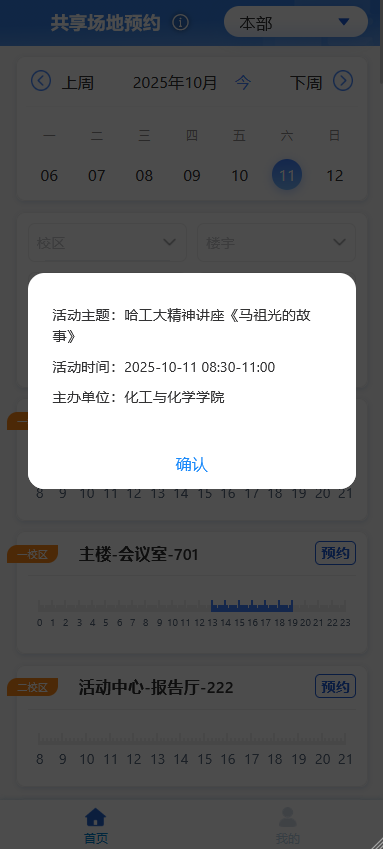 共享场地预约
本部
上周 2025年10月 今 下周
一 二 三 四 五 六 日
06 07 08 09 10 11 12
校区 楼宇
活动主题：哈工大精神讲座《马祖光的故
事》
活动时间：2025-10-11 08:30-11:00
主办单位：化工与化学学院
确认
8 9 10 11 12 13 14 15 16 17 18 19 20 21
一校区 主楼-会议室-701 预约
0 1 2 3 4 5 6 7 8 9 10 11 12 13 14 15 16 17 18 19 20 21 22 23
二校区 活动中心-报告厅-222 预约
8 9 10 11 12 13 14 15 16 17 18 19 20 21
首页 我的